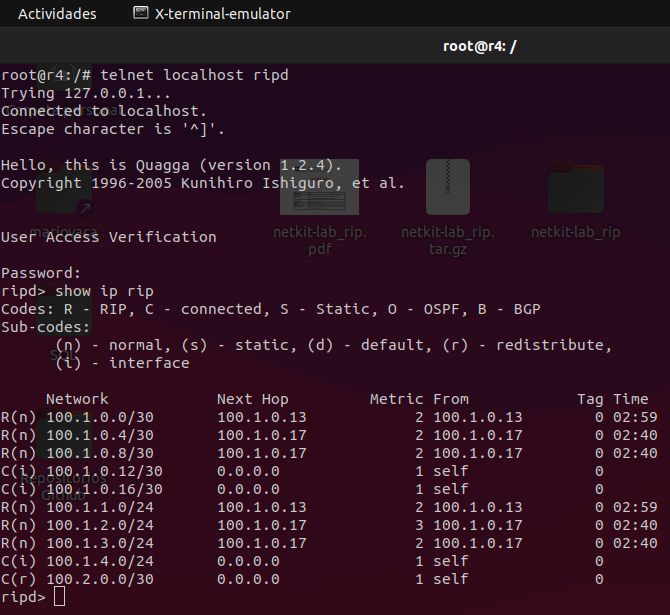 Actividades
X-terminal-emulator
root@r4: /
root@r4:/# telnet localhost ripd
Trying 127.0.0.1...
Connected to localhost.
Escape character is '^]'.
Hello, this is Quagga (version 1.2.4).
Copyright 1996-2005 Kunihiro Ishiguro, et al.
netkit-lab_rip.
pdf
netkit-lab_rip.
tar.gz
netkit-lab_rip
User Access Verification
Password:
ripd> show ip rip
Codes: R - RIP, C - connected, S - Static, O - OSPF, B - BGP
Sub-codes:
(n) - normal, (s) - static, (d) - default, (r) - redistribute,
(i) - interface
Network Next Hop Metric From Tag Time
R(n) 100.1.0.0/30 100.1.0.13 2 100.1.0.13 0 02:59
R(n) 100.1.0.4/30 100.1.0.17 2 100.1.0.17 0 02:40
R(n) 100.1.0.8/30 100.1.0.17 2 100.1.0.17 0 02:40
C(i) 100.1.0.12/30 0.0.0.0 1 self 0
Repositorios
C(i) 100.1.0.16/30 0.0.0.0 1 self 0
Github
R(n) 100.1.1.0/24 100.1.0.13 2 100.1.0.13 0 02:59
R(n) 100.1.2.0/24 100.1.0.17 3 100.1.0.17 0 02:40
R(n) 100.1.3.0/24 100.1.0.17 2 100.1.0.17 0 02:40
C(i) 100.1.4.0/24 0.0.0.0 1 self 0
C(r) 100.2.0.0/30 0.0.0.0 1 self 0
ripd>